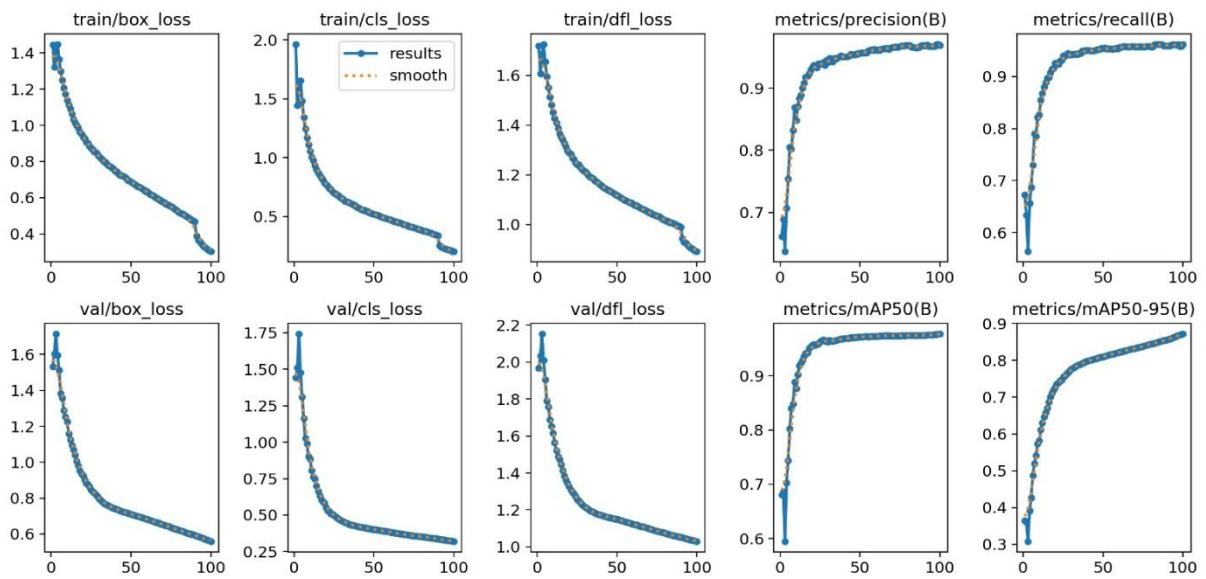 train/box_loss
train/cls_loss
train/dfl_loss
metrics/precision(B)
metrics/recall(B)
1.4
1.2
1.0
0.8
0.6
0.4
0 50 100
2.0
1.5
1.0
0.5
0 50 100
results
smooth
1.6
1.4
1.2
1.0
0 50 100
0.9
0.8
0.7
0 50 100
0.9
0.8
0.7
0.6
0 50 100
val/box_loss
val/cls_loss
val/dfl_loss
metrics/mAP50(B)
metrics/mAP50-95(B)
1.6
1.4
1.2
1.0
0.8
0.6
0 50 100
1.75
1.50
1.25
1.00
0.75
0.50
0.25
0 50 100
2.2
2.0
1.8
1.6
1.4
1.2
1.0
0 50 100
0.9
0.8
0.7
0.6
0 50 100
0.9
0.8
0.7
0.6
0.5
0.4
0.3
0 50 100